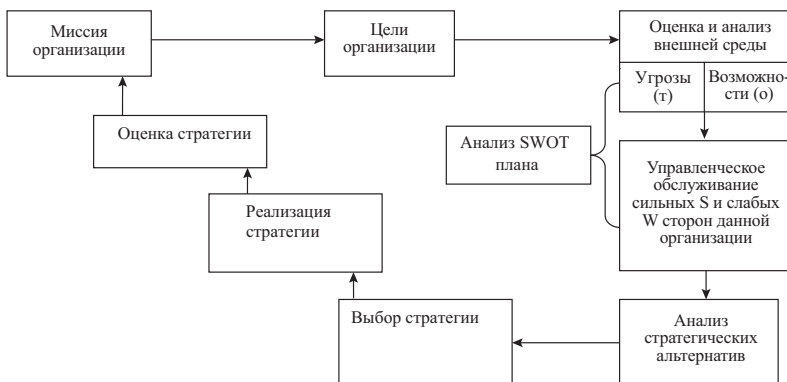 Миссия
организации
Цели
организации
Оценка и анализ
внешней среды
Угрозы
(т)
Возможно-
сти (о)
Оценка стратегии
Анализ SWOT
плана
Управленческое
обслуживание
сильных S и слабых
W сторон данной
организации
Реализация
стратегии
Выбор стратегии
Анализ
стратегических
альтернатив